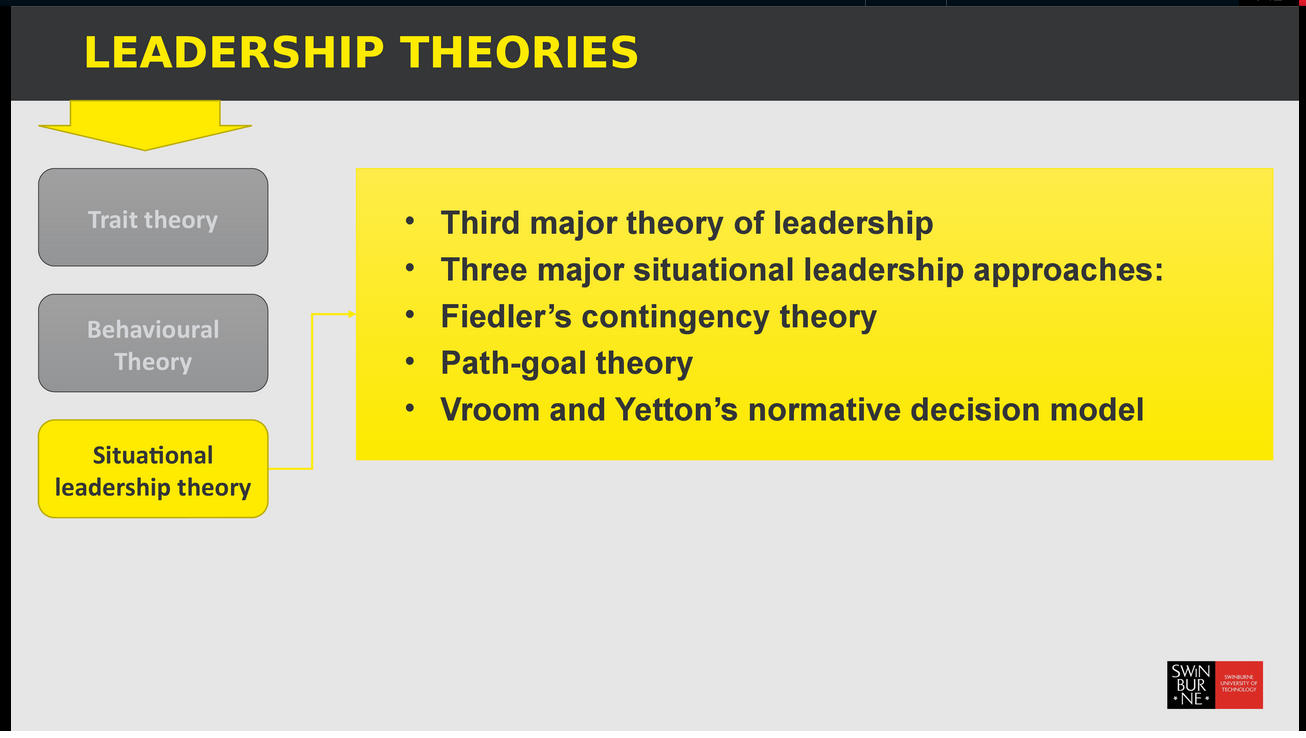 LEADERSHIP THEORIES
Trait theory
Behavioural
Theory
Situational
leadership theory
• Third major theory of leadership
• Three major situational leadership approaches:
• Fiedler’s contingency theory
• Path-goal theory
• Vroom and Yetton’s normative decision model
SWIN
BUR
NE
SWINBURNE
UNIVERSITY OF
TECHNOLOGY